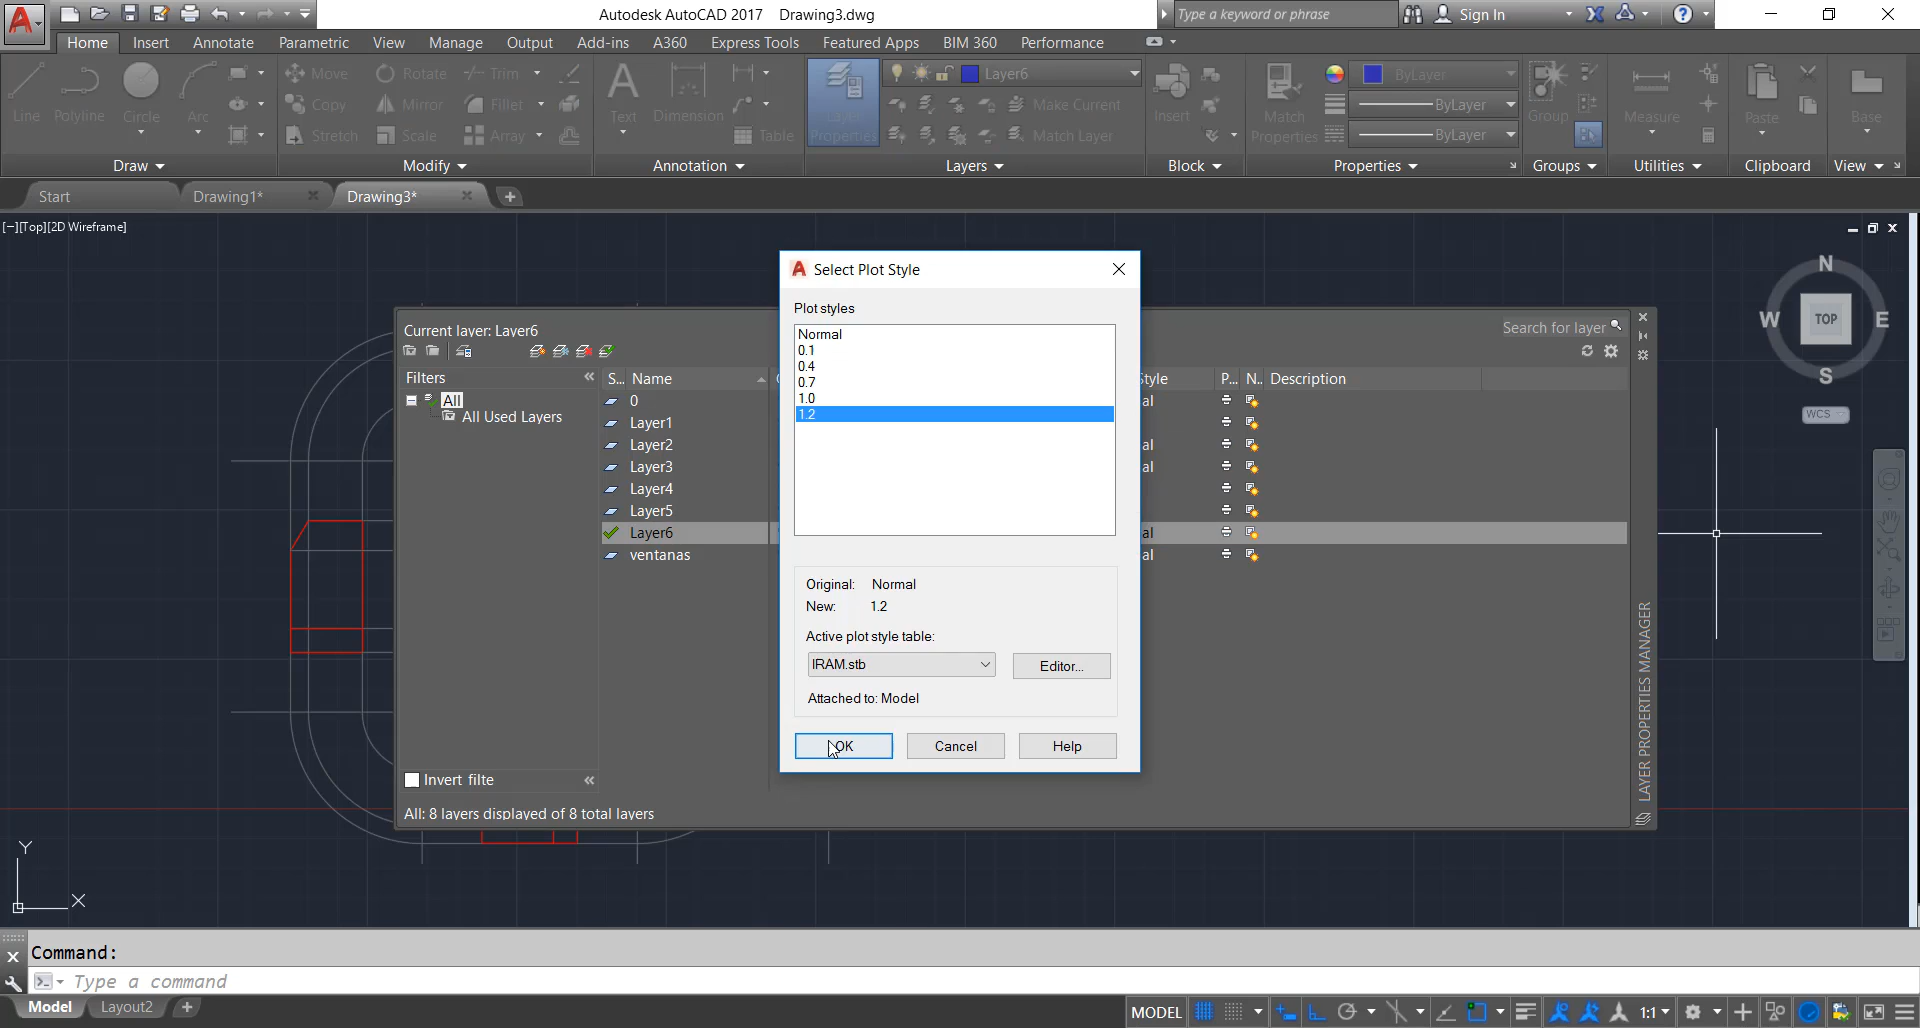 Autodesk AutoCAD 2017 Drawing3.dwg
Type a keyword or phrase
Sign In
Home Insert Annotate Parametric View Manage Output Add-ins A360 Express Tools Featured Apps BIM 360 Performance
Line Polyline Circle Arc
Move Rotate Trim
Copy Mirror Fillet
Stretch Scale Array
Text Dimension Table
Layer Properties
Layer6
Make Current
Match Layer
Insert
Match Properties
ByLayer
ByLayer
ByLayer
Group
Measure
Paste
Base
Draw Modify Annotation Layers Block Properties Groups Utilities Clipboard View
Start Drawing1* Drawing3*
[−][Top][2D Wireframe]
Current layer: Layer6
Search for layer
Filters
All
All Used Layers
S.. Name
Style P... N.. Description
0
Layer1
Layer2
Layer3
Layer4
Layer5
Layer6
ventanas
Invert filte
All: 8 layers displayed of 8 total layers
LAYER PROPERTIES MANAGER
Select Plot Style
Plot styles
Normal
0.1
0.4
0.7
1.0
1.2
Original: Normal
New: 1.2
Active plot style table:
IRAM.stb Editor...
Attached to: Model
OK Cancel Help
N
W TOP E
S
WCS
Y
X
Command:
Type a command
Model Layout2
MODEL 1:1